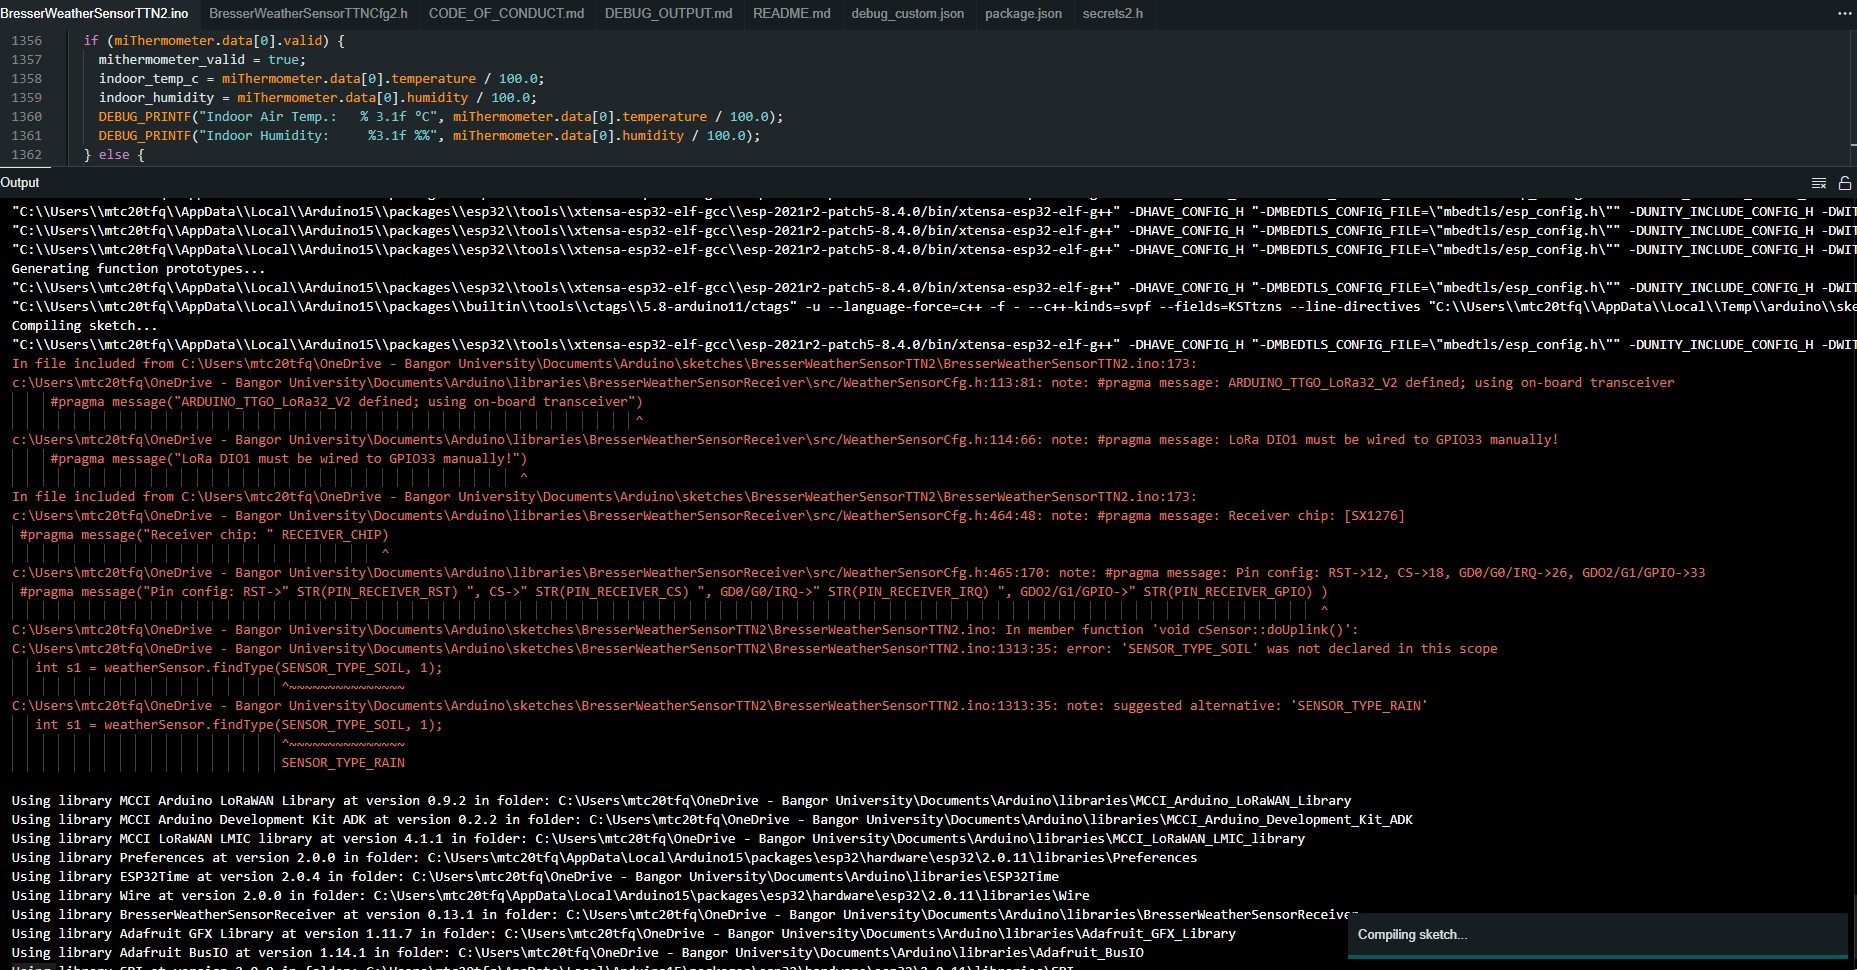 BresserWeatherSensorTTN2.ino BresserWeatherSensorTTNCfg2.h CODE_OF_CONDUCT.md DEBUG_OUTPUT.md README.md debug_custom.json package.json secrets2.h ...
1356 if (miThermometer.data[0].valid) {
1357 mithermometer_valid = true;
1358 indoor_temp_c = miThermometer.data[0].temperature / 100.0;
1359 indoor_humidity = miThermometer.data[0].humidity / 100.0;
1360 DEBUG_PRINTF("Indoor Air Temp.:   % 3.1f °C", miThermometer.data[0].temperature / 100.0);
1361 DEBUG_PRINTF("Indoor Humidity:     %3.1f %%", miThermometer.data[0].humidity / 100.0);
1362 } else {
Output
"C:\\Users\\mtc20tfq\\AppData\\Local\\Arduino15\\packages\\esp32\\tools\\xtensa-esp32-elf-gcc\\esp-2021r2-patch5-8.4.0/bin/xtensa-esp32-elf-g++" -DHAVE_CONFIG_H "-DMBEDTLS_CONFIG_FILE=\"mbedtls/esp_config.h\"" -DUNITY_INCLUDE_CONFIG_H -DWIT
"C:\\Users\\mtc20tfq\\AppData\\Local\\Arduino15\\packages\\esp32\\tools\\xtensa-esp32-elf-gcc\\esp-2021r2-patch5-8.4.0/bin/xtensa-esp32-elf-g++" -DHAVE_CONFIG_H "-DMBEDTLS_CONFIG_FILE=\"mbedtls/esp_config.h\"" -DUNITY_INCLUDE_CONFIG_H -DWIT
"C:\\Users\\mtc20tfq\\AppData\\Local\\Arduino15\\packages\\esp32\\tools\\xtensa-esp32-elf-gcc\\esp-2021r2-patch5-8.4.0/bin/xtensa-esp32-elf-g++" -DHAVE_CONFIG_H "-DMBEDTLS_CONFIG_FILE=\"mbedtls/esp_config.h\"" -DUNITY_INCLUDE_CONFIG_H -DWIT
Generating function prototypes...
"C:\\Users\\mtc20tfq\\AppData\\Local\\Arduino15\\packages\\esp32\\tools\\xtensa-esp32-elf-gcc\\esp-2021r2-patch5-8.4.0/bin/xtensa-esp32-elf-g++" -DHAVE_CONFIG_H "-DMBEDTLS_CONFIG_FILE=\"mbedtls/esp_config.h\"" -DUNITY_INCLUDE_CONFIG_H -DWIT
"C:\\Users\\mtc20tfq\\AppData\\Local\\Arduino15\\packages\\builtin\\tools\\ctags\\5.8-arduino11/ctags" -u --language-force=c++ -f - --c++-kinds=svpf --fields=KSTtzns --line-directives "C:\\Users\\mtc20tfq\\AppData\\Local\\Temp\\arduino\\ske
Compiling sketch...
"C:\\Users\\mtc20tfq\\AppData\\Local\\Arduino15\\packages\\esp32\\tools\\xtensa-esp32-elf-gcc\\esp-2021r2-patch5-8.4.0/bin/xtensa-esp32-elf-g++" -DHAVE_CONFIG_H "-DMBEDTLS_CONFIG_FILE=\"mbedtls/esp_config.h\"" -DUNITY_INCLUDE_CONFIG_H -DWIT
In file included from C:\Users\mtc20tfq\OneDrive - Bangor University\Documents\Arduino\sketches\BresserWeatherSensorTTN2\BresserWeatherSensorTTN2.ino:173:
c:\Users\mtc20tfq\OneDrive - Bangor University\Documents\Arduino\libraries\BresserWeatherSensorReceiver\src/WeatherSensorCfg.h:113:81: note: #pragma message: ARDUINO_TTGO_LoRa32_V2 defined; using on-board transceiver
#pragma message("ARDUINO_TTGO_LoRa32_V2 defined; using on-board transceiver")
^
c:\Users\mtc20tfq\OneDrive - Bangor University\Documents\Arduino\libraries\BresserWeatherSensorReceiver\src/WeatherSensorCfg.h:114:66: note: #pragma message: LoRa DIO1 must be wired to GPIO33 manually!
#pragma message("LoRa DIO1 must be wired to GPIO33 manually!")
^
In file included from C:\Users\mtc20tfq\OneDrive - Bangor University\Documents\Arduino\sketches\BresserWeatherSensorTTN2\BresserWeatherSensorTTN2.ino:173:
c:\Users\mtc20tfq\OneDrive - Bangor University\Documents\Arduino\libraries\BresserWeatherSensorReceiver\src/WeatherSensorCfg.h:464:48: note: #pragma message: Receiver chip: [SX1276]
#pragma message("Receiver chip: " RECEIVER_CHIP)
^
c:\Users\mtc20tfq\OneDrive - Bangor University\Documents\Arduino\libraries\BresserWeatherSensorReceiver\src/WeatherSensorCfg.h:465:170: note: #pragma message: Pin config: RST->12, CS->18, GD0/G0/IRQ->26, GDO2/G1/GPIO->33
#pragma message("Pin config: RST->" STR(PIN_RECEIVER_RST) ", CS->" STR(PIN_RECEIVER_CS) ", GD0/G0/IRQ->" STR(PIN_RECEIVER_IRQ) ", GDO2/G1/GPIO->" STR(PIN_RECEIVER_GPIO) )
^
C:\Users\mtc20tfq\OneDrive - Bangor University\Documents\Arduino\sketches\BresserWeatherSensorTTN2\BresserWeatherSensorTTN2.ino: In member function 'void cSensor::doUplink()':
C:\Users\mtc20tfq\OneDrive - Bangor University\Documents\Arduino\sketches\BresserWeatherSensorTTN2\BresserWeatherSensorTTN2.ino:1313:35: error: 'SENSOR_TYPE_SOIL' was not declared in this scope
int s1 = weatherSensor.findType(SENSOR_TYPE_SOIL, 1);
^~~~~~~~~~~~~~~~
C:\Users\mtc20tfq\OneDrive - Bangor University\Documents\Arduino\sketches\BresserWeatherSensorTTN2\BresserWeatherSensorTTN2.ino:1313:35: note: suggested alternative: 'SENSOR_TYPE_RAIN'
int s1 = weatherSensor.findType(SENSOR_TYPE_SOIL, 1);
^~~~~~~~~~~~~~~~
SENSOR_TYPE_RAIN
Using library MCCI Arduino LoRaWAN Library at version 0.9.2 in folder: C:\Users\mtc20tfq\OneDrive - Bangor University\Documents\Arduino\libraries\MCCI_Arduino_LoRaWAN_Library
Using library MCCI Arduino Development Kit ADK at version 0.2.2 in folder: C:\Users\mtc20tfq\OneDrive - Bangor University\Documents\Arduino\libraries\MCCI_Arduino_Development_Kit_ADK
Using library MCCI LoRaWAN LMIC library at version 4.1.1 in folder: C:\Users\mtc20tfq\OneDrive - Bangor University\Documents\Arduino\libraries\MCCI_LoRaWAN_LMIC_library
Using library Preferences at version 2.0.0 in folder: C:\Users\mtc20tfq\AppData\Local\Arduino15\packages\esp32\hardware\esp32\2.0.11\libraries\Preferences
Using library ESP32Time at version 2.0.4 in folder: C:\Users\mtc20tfq\OneDrive - Bangor University\Documents\Arduino\libraries\ESP32Time
Using library Wire at version 2.0.0 in folder: C:\Users\mtc20tfq\AppData\Local\Arduino15\packages\esp32\hardware\esp32\2.0.11\libraries\Wire
Using library BresserWeatherSensorReceiver at version 0.13.1 in folder: C:\Users\mtc20tfq\OneDrive - Bangor University\Documents\Arduino\libraries\BresserWeatherSensorReceiver
Using library Adafruit GFX Library at version 1.11.7 in folder: C:\Users\mtc20tfq\OneDrive - Bangor University\Documents\Arduino\libraries\Adafruit_GFX_Library
Compiling sketch...
Using library Adafruit BusIO at version 1.14.1 in folder: C:\Users\mtc20tfq\OneDrive - Bangor University\Documents\Arduino\libraries\Adafruit_BusIO